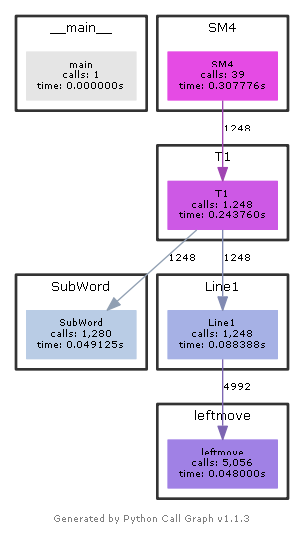 __main__
main
calls: 1
time: 0.000000s
SM4
SM4
calls: 39
time: 0.307776s
1248
T1
T1
calls: 1,248
time: 0.243760s
1248
1248
SubWord
SubWord
calls: 1,280
time: 0.049125s
Line1
Line1
calls: 1,248
time: 0.088388s
4992
leftmove
leftmove
calls: 5,056
time: 0.048000s
Generated by Python Call Graph v1.1.3